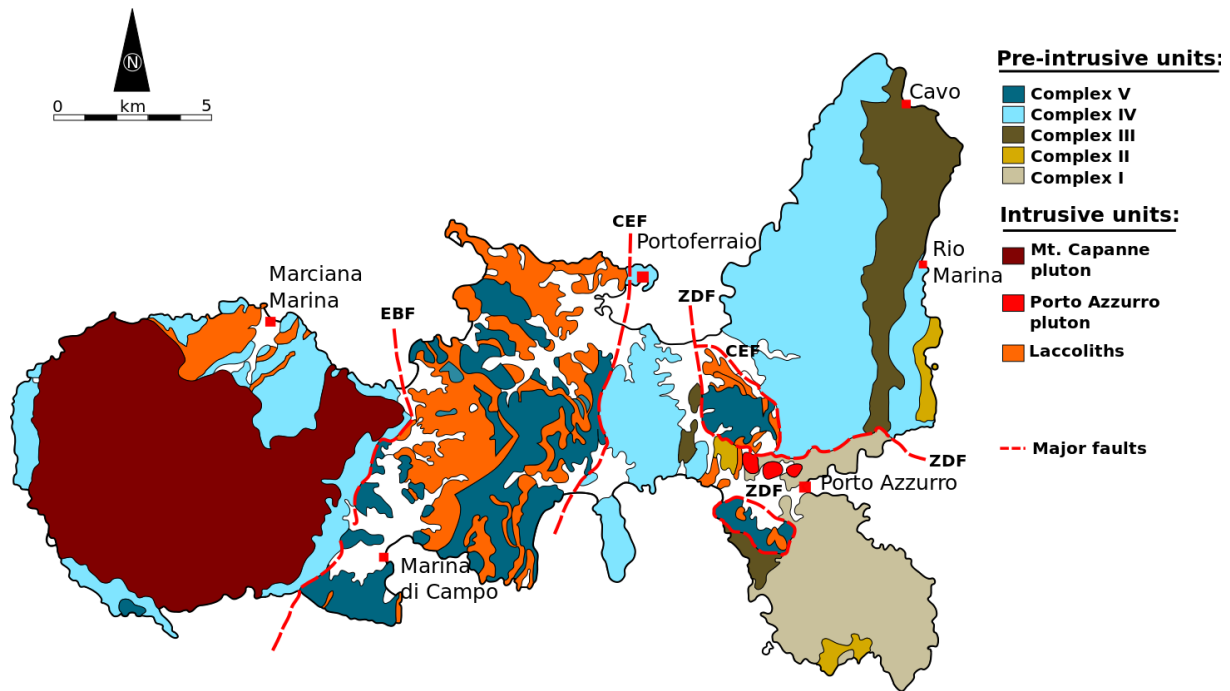 N
0 km 5
Pre-intrusive units:
Complex V
Complex IV
Complex III
Complex II
Complex I
Intrusive units:
Mt. Capanne
pluton
Porto Azzurro
pluton
Laccoliths
Major faults
Cavo
CEF
Portoferraio
Rio
Marina
Marciana
Marina
ZDF
EBF
CEF
ZDF
Porto Azzurro
ZDF
Marina
di Campo